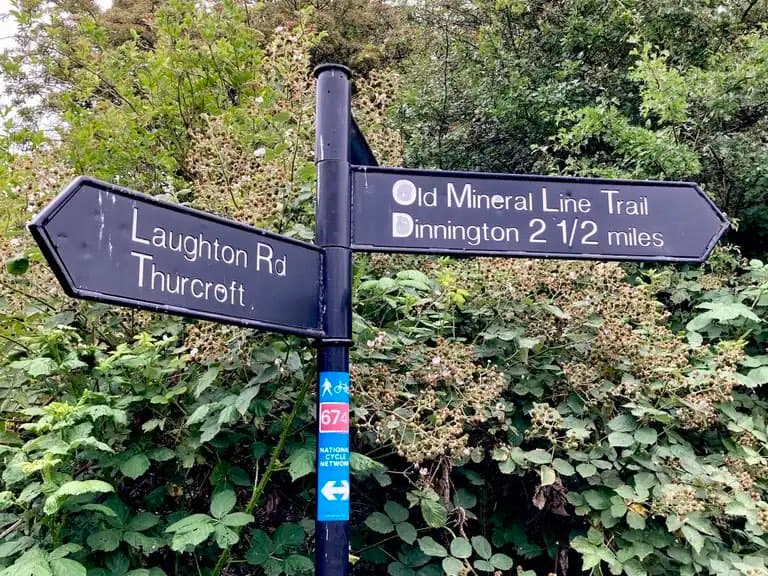 Laughton Rd
Thurcroft
Old Mineral Line Trail
Dinnington 2 1/2 miles
674
NATIONAL
CYCLE
NETWORK